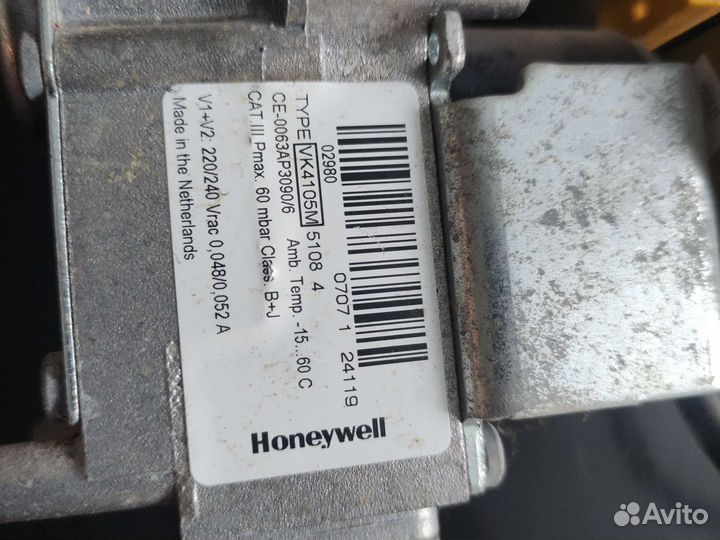 02980 0707 1 24119
TYPE VK4105M 5108 4
CE-0063AP3090/6 Amb. Temp. -15...60 C
CAT.III Pmax. 60 mbar Class. B+J
V1+V2: 220/240 Vrac 0,048/0,052 A
Made in the Netherlands
Honeywell
Avito